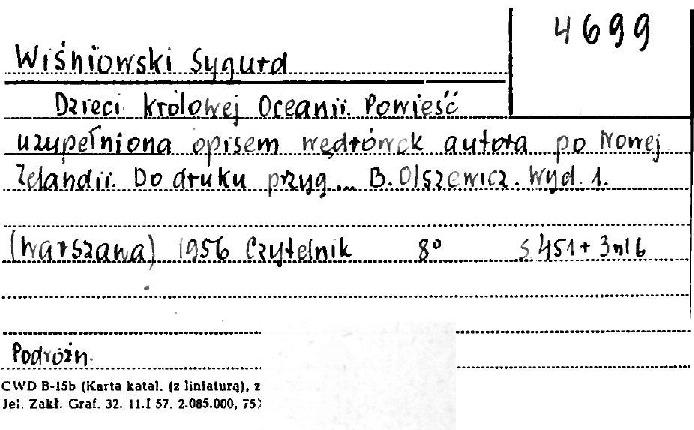 4699
Wiśniowski Sygurd
Dzieci Królowej Oceanii. Powieść
uzupełniona opisem wędrówek autora po Nowej
Zelandii. Do druku przyg... B. Olszewicz. Wyd. 1.
(Warszawa) 1956 Czytelnik 8° s 451 + 3nlb
Podróżn.
CWD B-15b (Karta katal. (z liniaturą), z
Jel. Zakł. Graf. 32. 11.I 57. 2.085.000, 75)